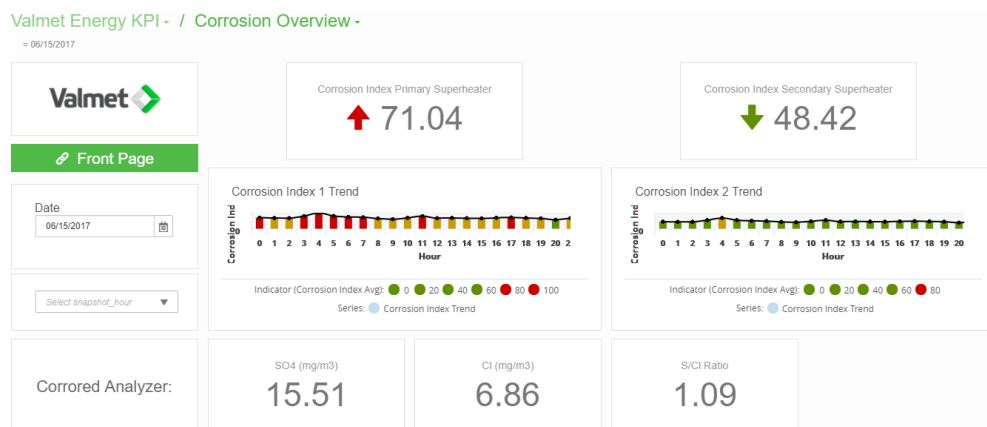 Valmet Energy KPI - / Corrosion Overview -
= 06/15/2017
Valmet
Front Page
Date
06/15/2017
Select snapshot_hour
Corrosion Index Primary Superheater
71.04
Corrosion Index Secondary Superheater
48.42
Corrosion Index 1 Trend
Corrosion Ind
0
0 1 2 3 4 5 6 7 8 9 10 11 12 13 14 15 16 17 18 19 20 2
Hour
Indicator (Corrosion Index Avg): 0 20 40 60 80 100
Series: Corrosion Index Trend
Corrosion Index 2 Trend
Corrosion Ind
0
0 1 2 3 4 5 6 7 8 9 10 11 12 13 14 15 16 17 18 19 20
Hour
Indicator (Corrosion Index Avg): 0 20 40 60 80
Series: Corrosion Index Trend
Corrored Analyzer:
SO4 (mg/m3)
15.51
Cl (mg/m3)
6.86
S/Cl Ratio
1.09